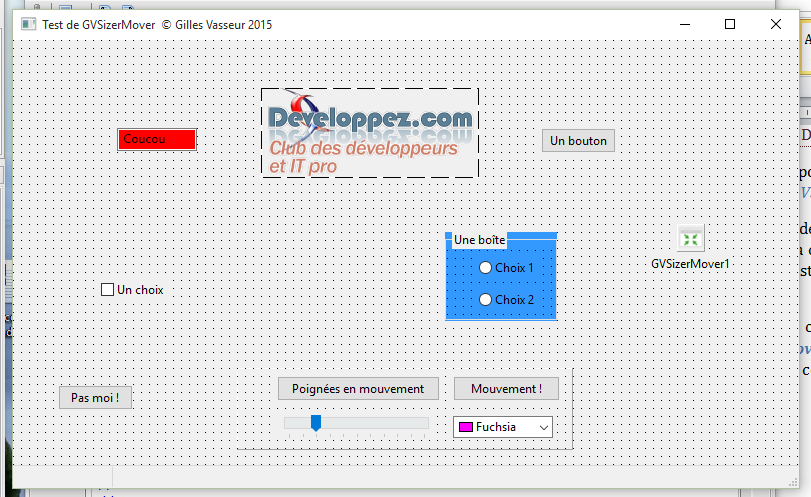 Test de GVSizerMover © Gilles Vasseur 2015
Coucou
Developpez.com
Club des développeurs
et IT pro
Un bouton
Une boîte
Choix 1
Choix 2
GVSizerMover1
Un choix
Pas moi !
Poignées en mouvement
Mouvement !
Fuchsia